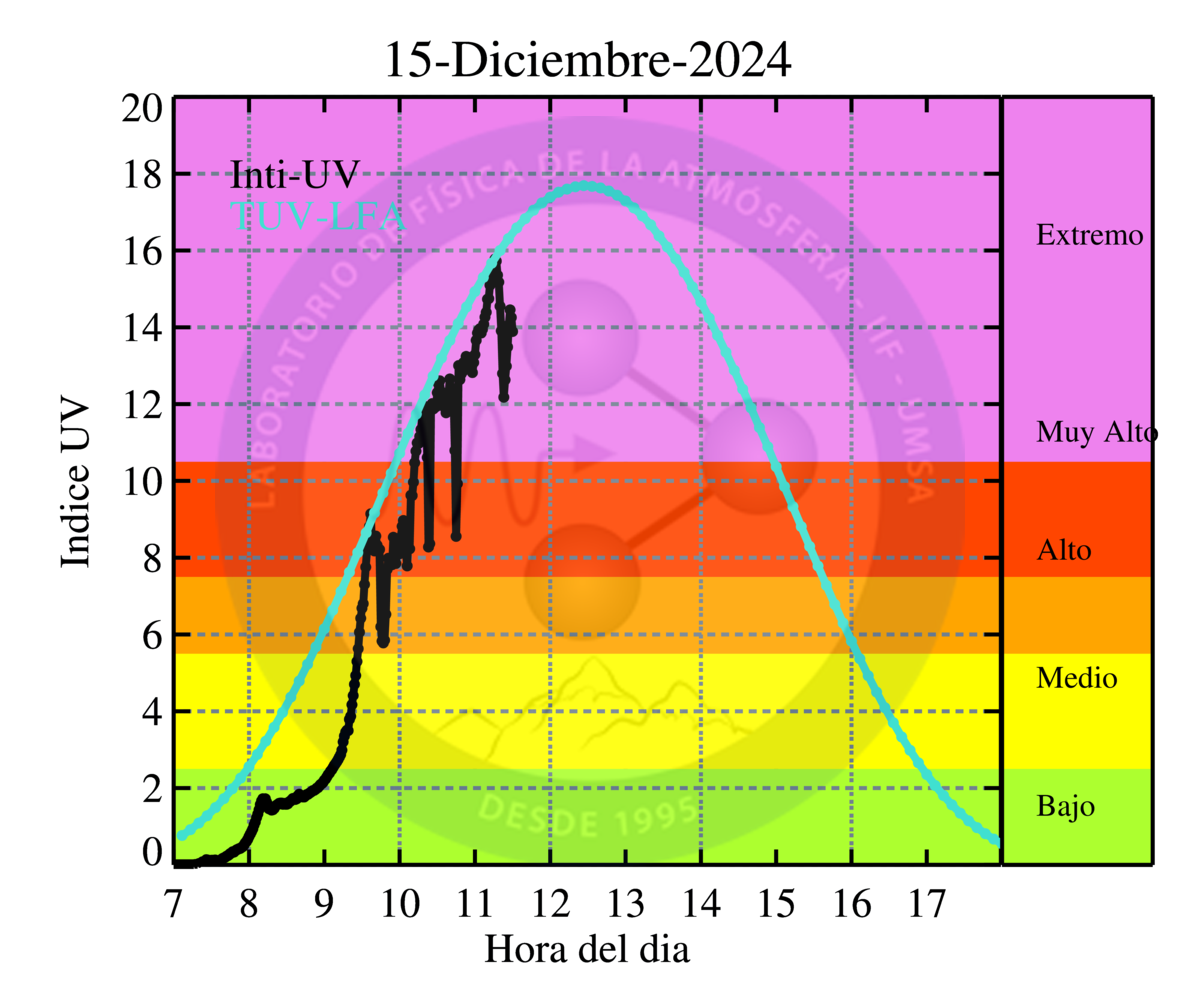 15-Diciembre-2024
20
18
16
14
12
10
8
6
4
2
0
Indice UV
Inti-UV
TUV-LFA
LABORATORIO DE FÍSICA DE LA ATMÓSFERA - IIF - UMSA
DESDE 1995
Extremo
Muy Alto
Alto
Medio
Bajo
7 8 9 10 11 12 13 14 15 16 17
Hora del dia